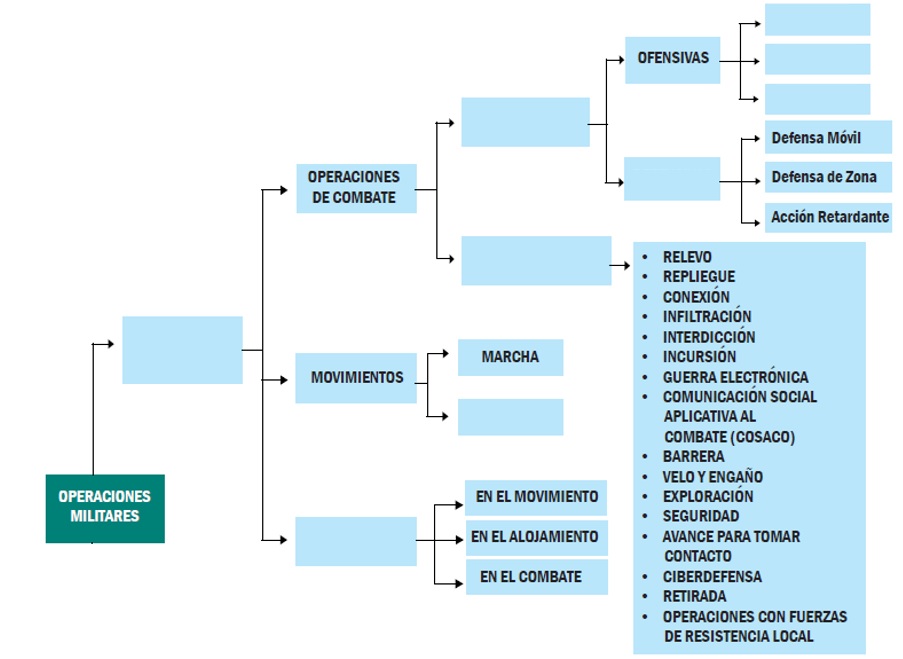 OFENSIVAS
Defensa Móvil
Defensa de Zona
Acción Retardante
OPERACIONES
DE COMBATE
• RELEVO
• REPLIEGUE
• CONEXIÓN
• INFILTRACIÓN
• INTERDICCIÓN
• INCURSIÓN
• GUERRA ELECTRÓNICA
• COMUNICACIÓN SOCIAL
APLICATIVA AL
COMBATE (COSACO)
• BARRERA
• VELO Y ENGAÑO
• EXPLORACIÓN
• SEGURIDAD
• AVANCE PARA TOMAR
CONTACTO
• CIBERDEFENSA
• RETIRADA
• OPERACIONES CON FUERZAS
DE RESISTENCIA LOCAL
MOVIMIENTOS
MARCHA
OPERACIONES
MILITARES
EN EL MOVIMIENTO
EN EL ALOJAMIENTO
EN EL COMBATE